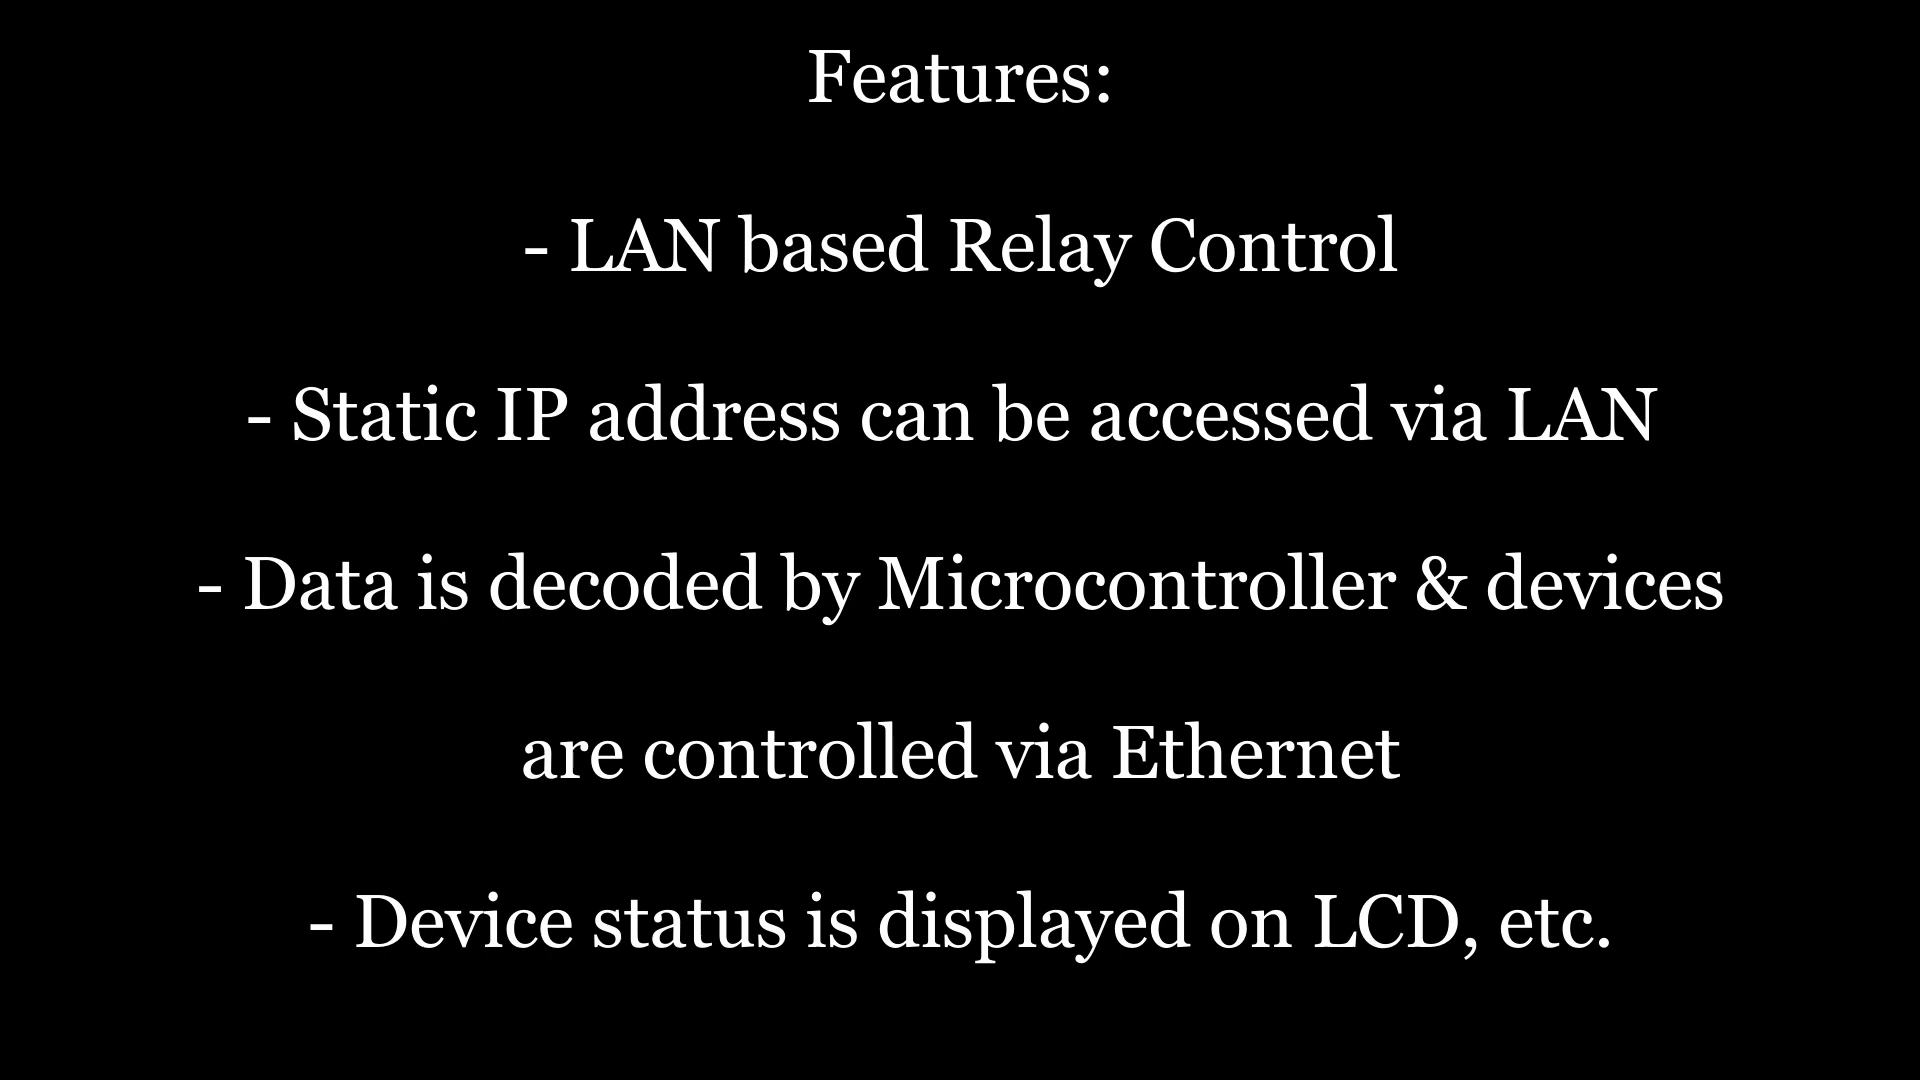 Features:
- LAN based Relay Control
- Static IP address can be accessed via LAN
- Data is decoded by Microcontroller & devices
are controlled via Ethernet
- Device status is displayed on LCD, etc.